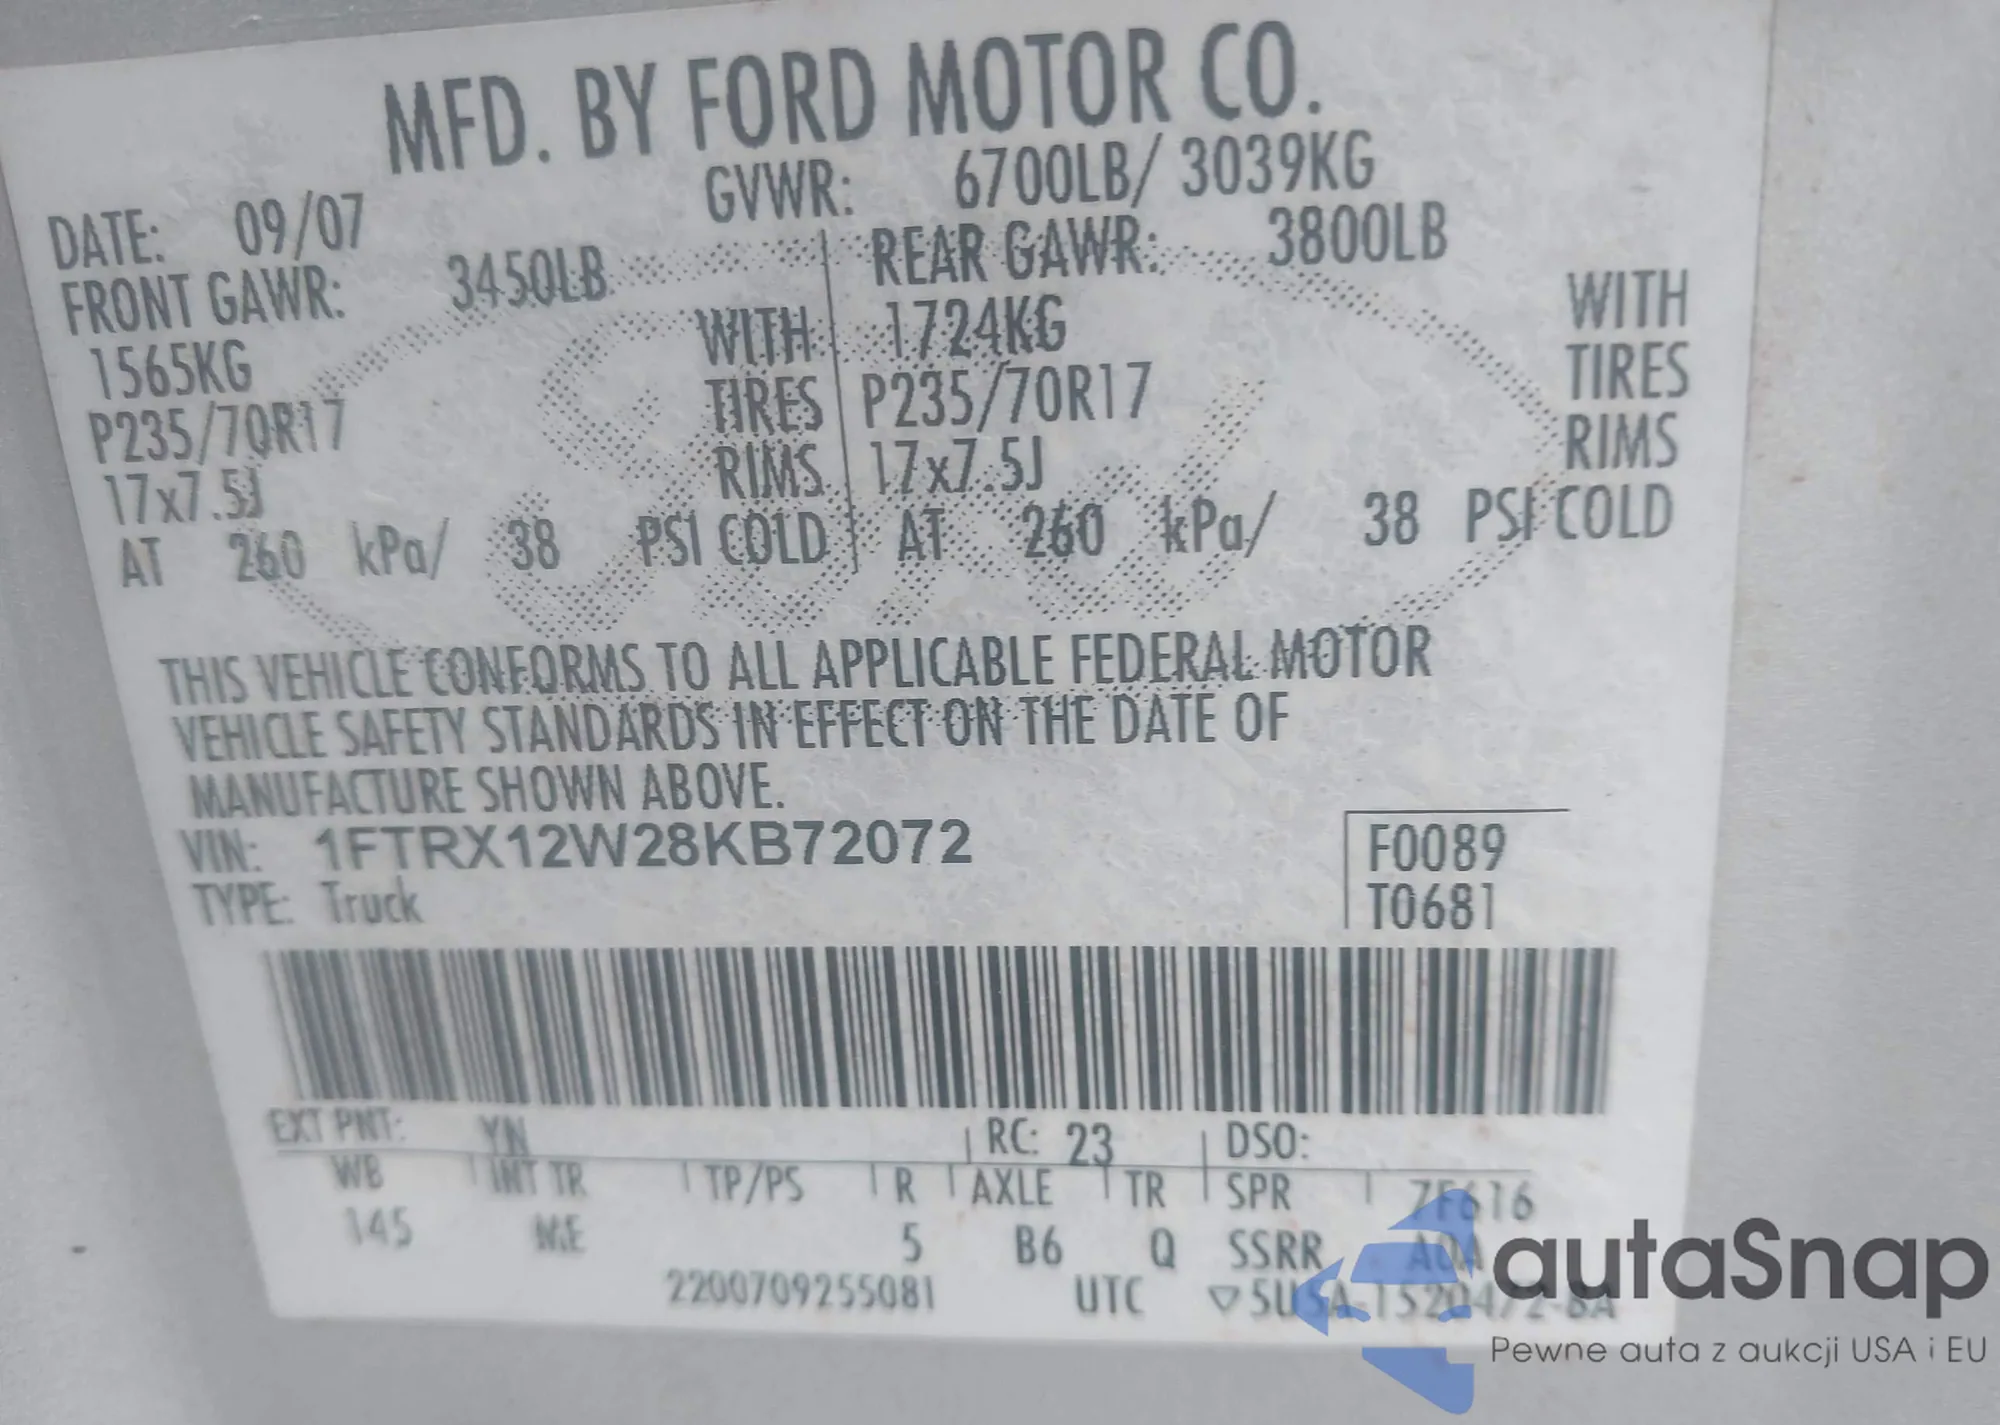 MFD. BY FORD MOTOR CO.
DATE: 09/07 GVWR: 6700LB/ 3039KG
FRONT GAWR: 3450LB REAR GAWR: 3800LB
1565KG WITH 1724KG WITH
P235/70R17 TIRES P235/70R17 TIRES
17x7.5J RIMS 17x7.5J RIMS
AT 260 kPa/ 38 PSI COLD AT 260 kPa/ 38 PSI COLD
THIS VEHICLE CONFORMS TO ALL APPLICABLE FEDERAL MOTOR
VEHICLE SAFETY STANDARDS IN EFFECT ON THE DATE OF
MANUFACTURE SHOWN ABOVE.
VIN: 1FTRX12W28KB72072 F0089
TYPE: Truck T0681
EXT PNT: YN RC: 23 DSO:
WB INT TR TP/PS R AXLE TR SPR 7F616
145 ME 5 B6 Q SSRR
2200709255081 UTC
autaSnap
Pewne auta z aukcji USA i EU